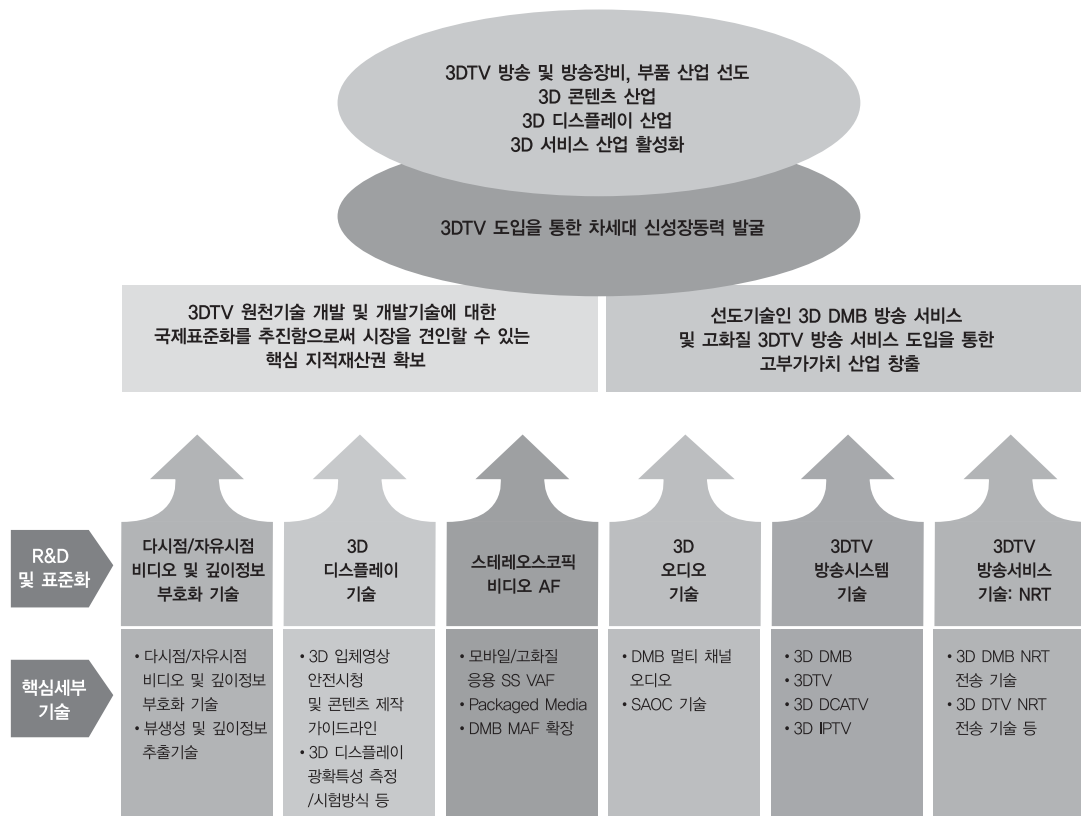 3DTV 방송 및 방송장비, 부품 산업 선도
3D 콘텐츠 산업
3D 디스플레이 산업
3D 서비스 산업 활성화
3DTV 도입을 통한 차세대 신성장동력 발굴
3DTV 원천기술 개발 및 개발기술에 대한
국제표준화를 추진함으로써 시장을 견인할 수 있는
핵심 지적재산권 확보
선도기술인 3D DMB 방송 서비스
및 고화질 3DTV 방송 서비스 도입을 통한
고부가가치 산업 창출
R&D
및 표준화
다시점/자유시점
비디오 및 깊이정보
부호화 기술
3D
디스플레이
기술
스테레오스코픽
비디오 AF
3D
오디오
기술
3DTV
방송시스템
기술
3DTV
방송서비스
기술: NRT
핵심세부
기술
• 다시점/자유시점
비디오 및 깊이정보
부호화 기술
• 뷰생성 및 깊이정보
추출기술
• 3D 입체영상
안전시청
및 콘텐츠 제작
가이드라인
• 3D 디스플레이
광확특성 측정
/시험방식 등
• 모바일/고화질
응용 SS VAF
• Packaged Media
• DMB MAF 확장
• DMB 멀티 채널
오디오
• SAOC 기술
• 3D DMB
• 3DTV
• 3D DCATV
• 3D IPTV
• 3D DMB NRT
전송 기술
• 3D DTV NRT
전송 기술 등